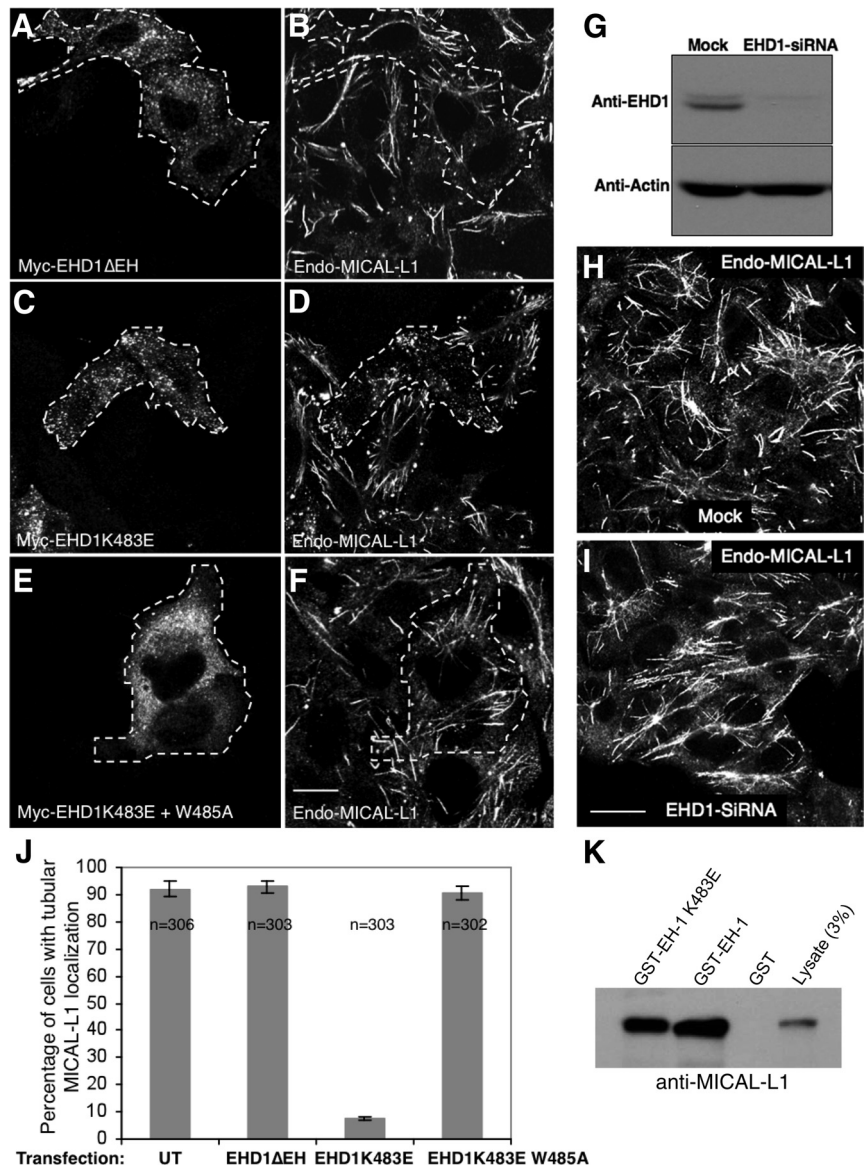 A
Myc-EHD1ΔEH
B
Endo-MICAL-L1
C
Myc-EHD1K483E
D
Endo-MICAL-L1
E
Myc-EHD1K483E + W485A
F
Endo-MICAL-L1
G
Mock EHD1-siRNA
Anti-EHD1
Anti-Actin
H
Endo-MICAL-L1
Mock
I
Endo-MICAL-L1
EHD1-SiRNA
J
Percentage of cells with tubular
MICAL-L1 localization
100
90
80
70
60
50
40
30
20
10
0
n=306 n=303 n=303 n=302
Transfection: UT EHD1ΔEH EHD1K483E EHD1K483E W485A
K
GST-EH-1 K483E
GST-EH-1
GST
Lysate (3%)
anti-MICAL-L1